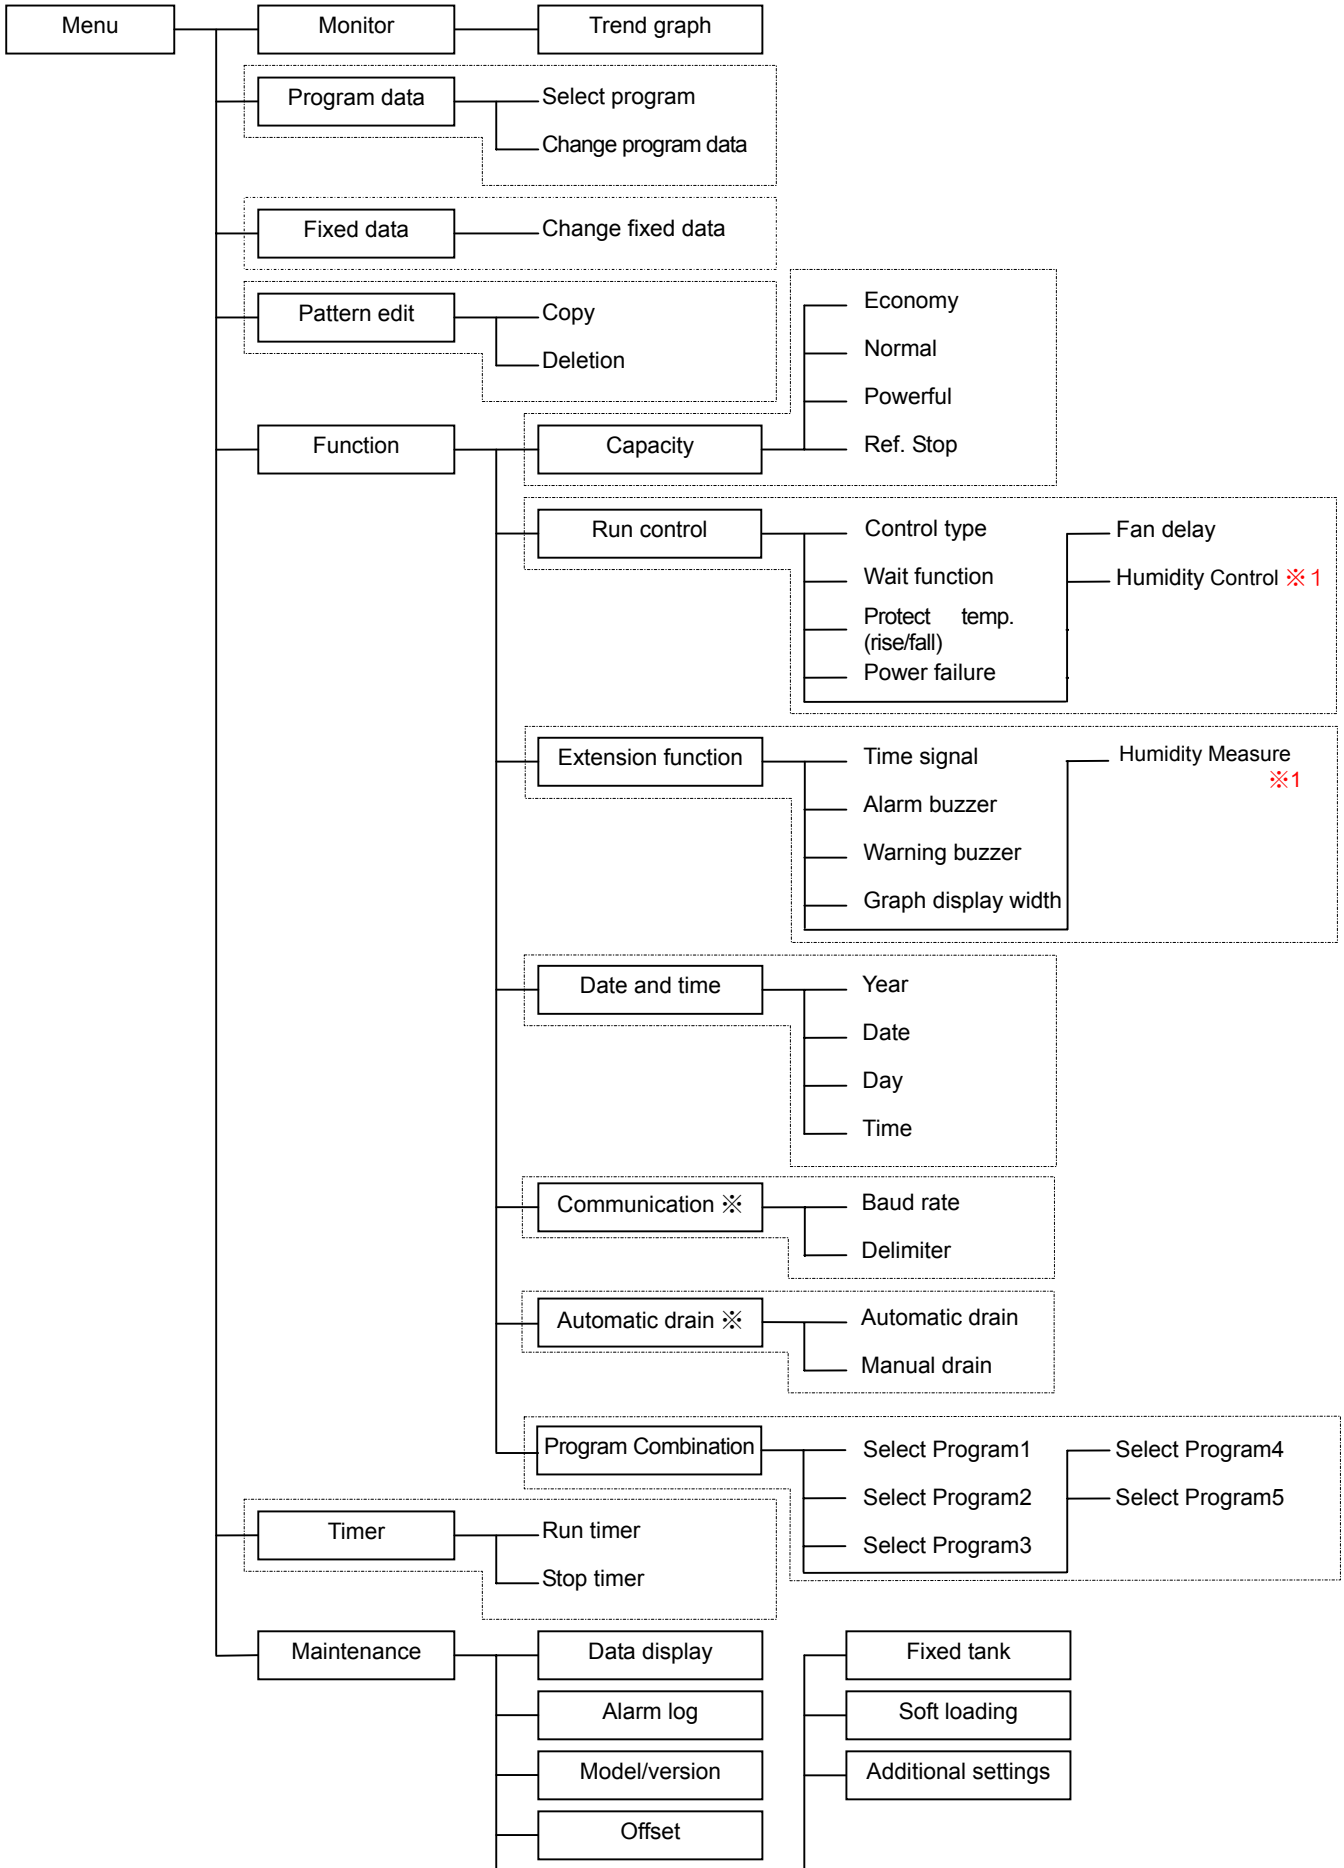 Menu
Monitor
Trend graph
Program data
Select program
Change program data
Fixed data
Change fixed data
Pattern edit
Copy
Deletion
Function
Capacity
Economy
Normal
Powerful
Ref. Stop
Run control
Control type
Wait function
Protect temp.
(rise/fall)
Power failure
Fan delay
Humidity Control ※1
Extension function
Time signal
Alarm buzzer
Warning buzzer
Graph display width
Humidity Measure
※1
Date and time
Year
Date
Day
Time
Communication ※
Baud rate
Delimiter
Automatic drain ※
Automatic drain
Manual drain
Program Combination
Select Program1
Select Program2
Select Program3
Select Program4
Select Program5
Timer
Run timer
Stop timer
Maintenance
Data display
Alarm log
Model/version
Offset
Fixed tank
Soft loading
Additional settings